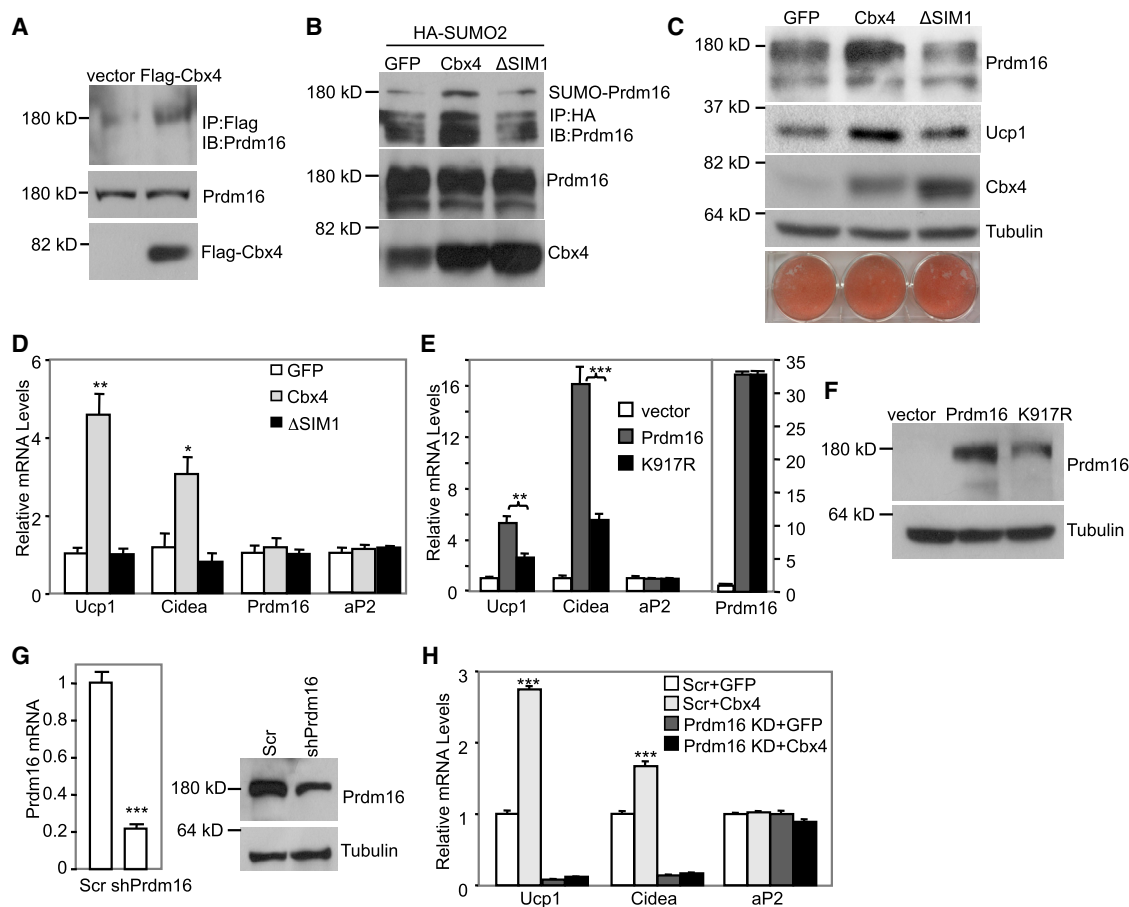 A
vector Flag-Cbx4
180 kD
IP:Flag
IB:Prdm16
180 kD
Prdm16
82 kD
Flag-Cbx4
B
HA-SUMO2
GFP Cbx4 ΔSIM1
180 kD
SUMO-Prdm16
IP:HA
IB:Prdm16
180 kD
Prdm16
82 kD
Cbx4
C
GFP Cbx4 ΔSIM1
180 kD
Prdm16
37 kD
Ucp1
82 kD
Cbx4
64 kD
Tubulin
D
Relative mRNA Levels
6
4
2
0
** 
*
GFP
Cbx4
ΔSIM1
Ucp1 Cidea Prdm16 aP2
E
Relative mRNA Levels
16
12
8
4
0
**
***
vector
Prdm16
K917R
35
30
25
20
15
10
5
0
Ucp1 Cidea aP2 Prdm16
F
vector Prdm16 K917R
180 kD
Prdm16
64 kD
Tubulin
G
Prdm16 mRNA
1
0.8
0.6
0.4
0.2
0
***
Scr shPrdm16
Scr
shPrdm16
180 kD
Prdm16
64 kD
Tubulin
H
Relative mRNA Levels
3
2
1
0
***
***
Scr+GFP
Scr+Cbx4
Prdm16 KD+GFP
Prdm16 KD+Cbx4
Ucp1 Cidea aP2